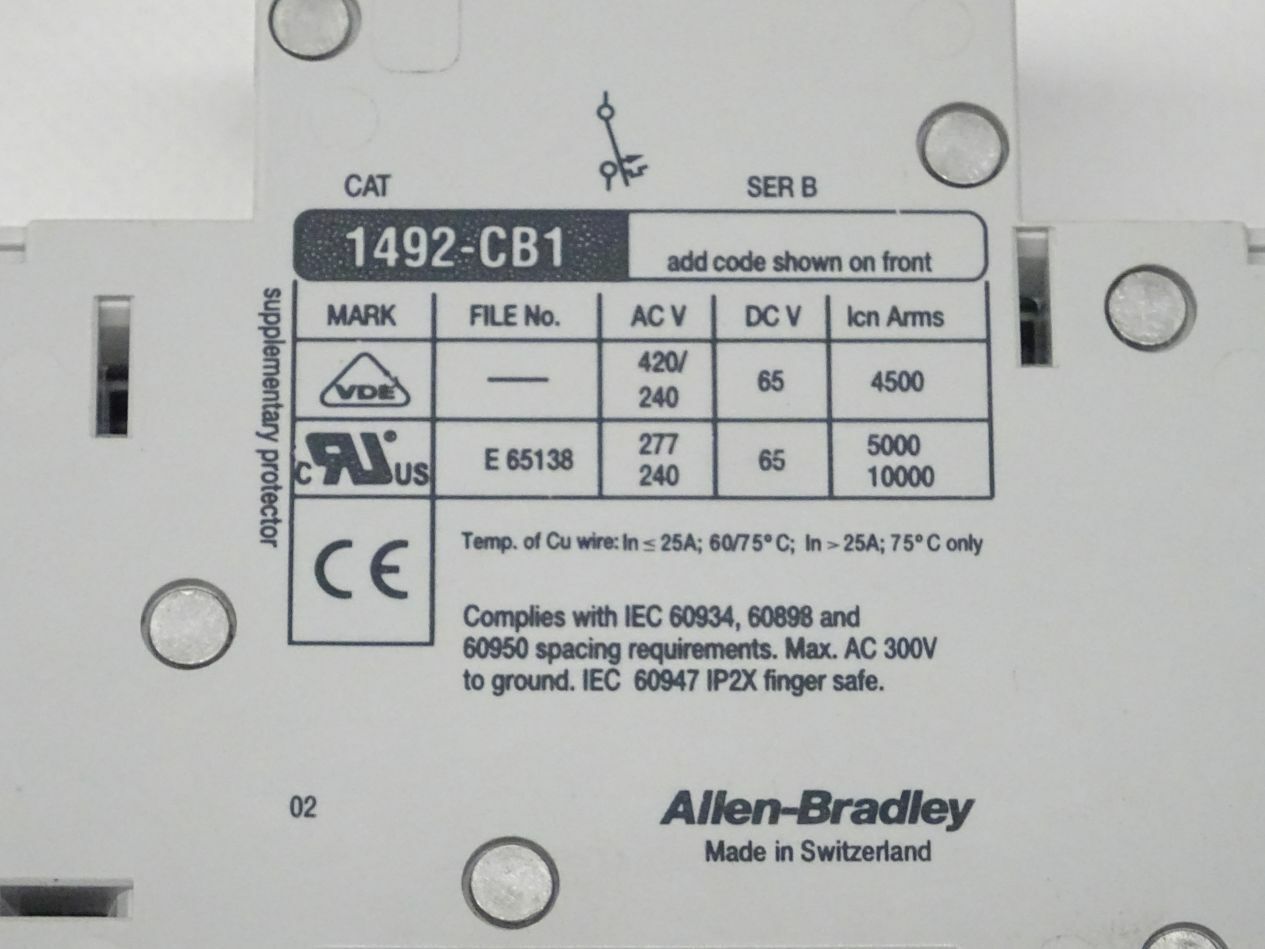 CAT SER B
1492-CB1 add code shown on front
supplementary protector
MARK FILE No. AC V DC V Icn Arms
VDE — 420/ 240 65 4500
C RU US E 65138 277 240 65 5000 10000
CE
Temp. of Cu wire: In ≤ 25A; 60/75° C; In > 25A; 75° C only
Complies with IEC 60934, 60898 and
60950 spacing requirements. Max. AC 300V
to ground. IEC 60947 IP2X finger safe.
02
Allen-Bradley
Made in Switzerland